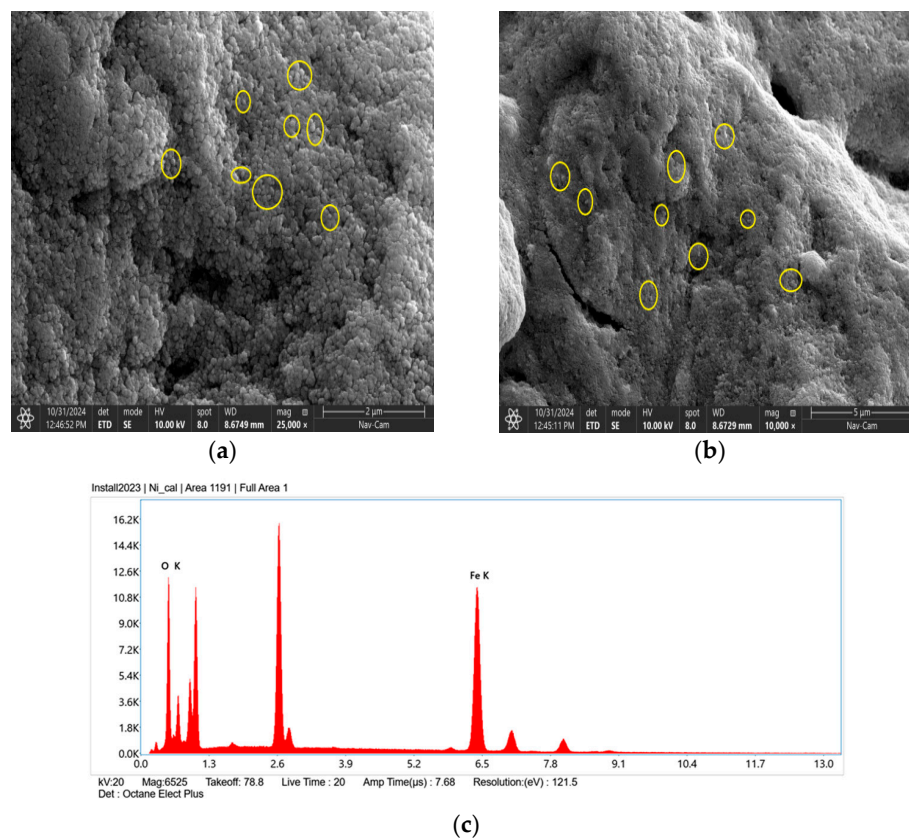 10/31/2024 det mode HV spot WD mag 2 µm
12:46:52 PM ETD SE 10.00 kV 8.0 8.6749 mm 25,000 × Nav-Cam
10/31/2024 det mode HV spot WD mag 5 µm
12:45:11 PM ETD SE 10.00 kV 8.0 8.6729 mm 10,000 × Nav-Cam
(a)
(b)
Install2023 | Ni_cal | Area 1191 | Full Area 1
16.2K
14.4K
12.6K
10.8K
9.0K
7.2K
5.4K
3.6K
1.8K
0.0K
O K
Fe K
0.0 1.3 2.6 3.9 5.2 6.5 7.8 9.1 10.4 11.7 13.0
kV:20 Mag:6525 Takeoff: 78.8 Live Time : 20 Amp Time(µs) : 7.68 Resolution:(eV) : 121.5
Det : Octane Elect Plus
(c)